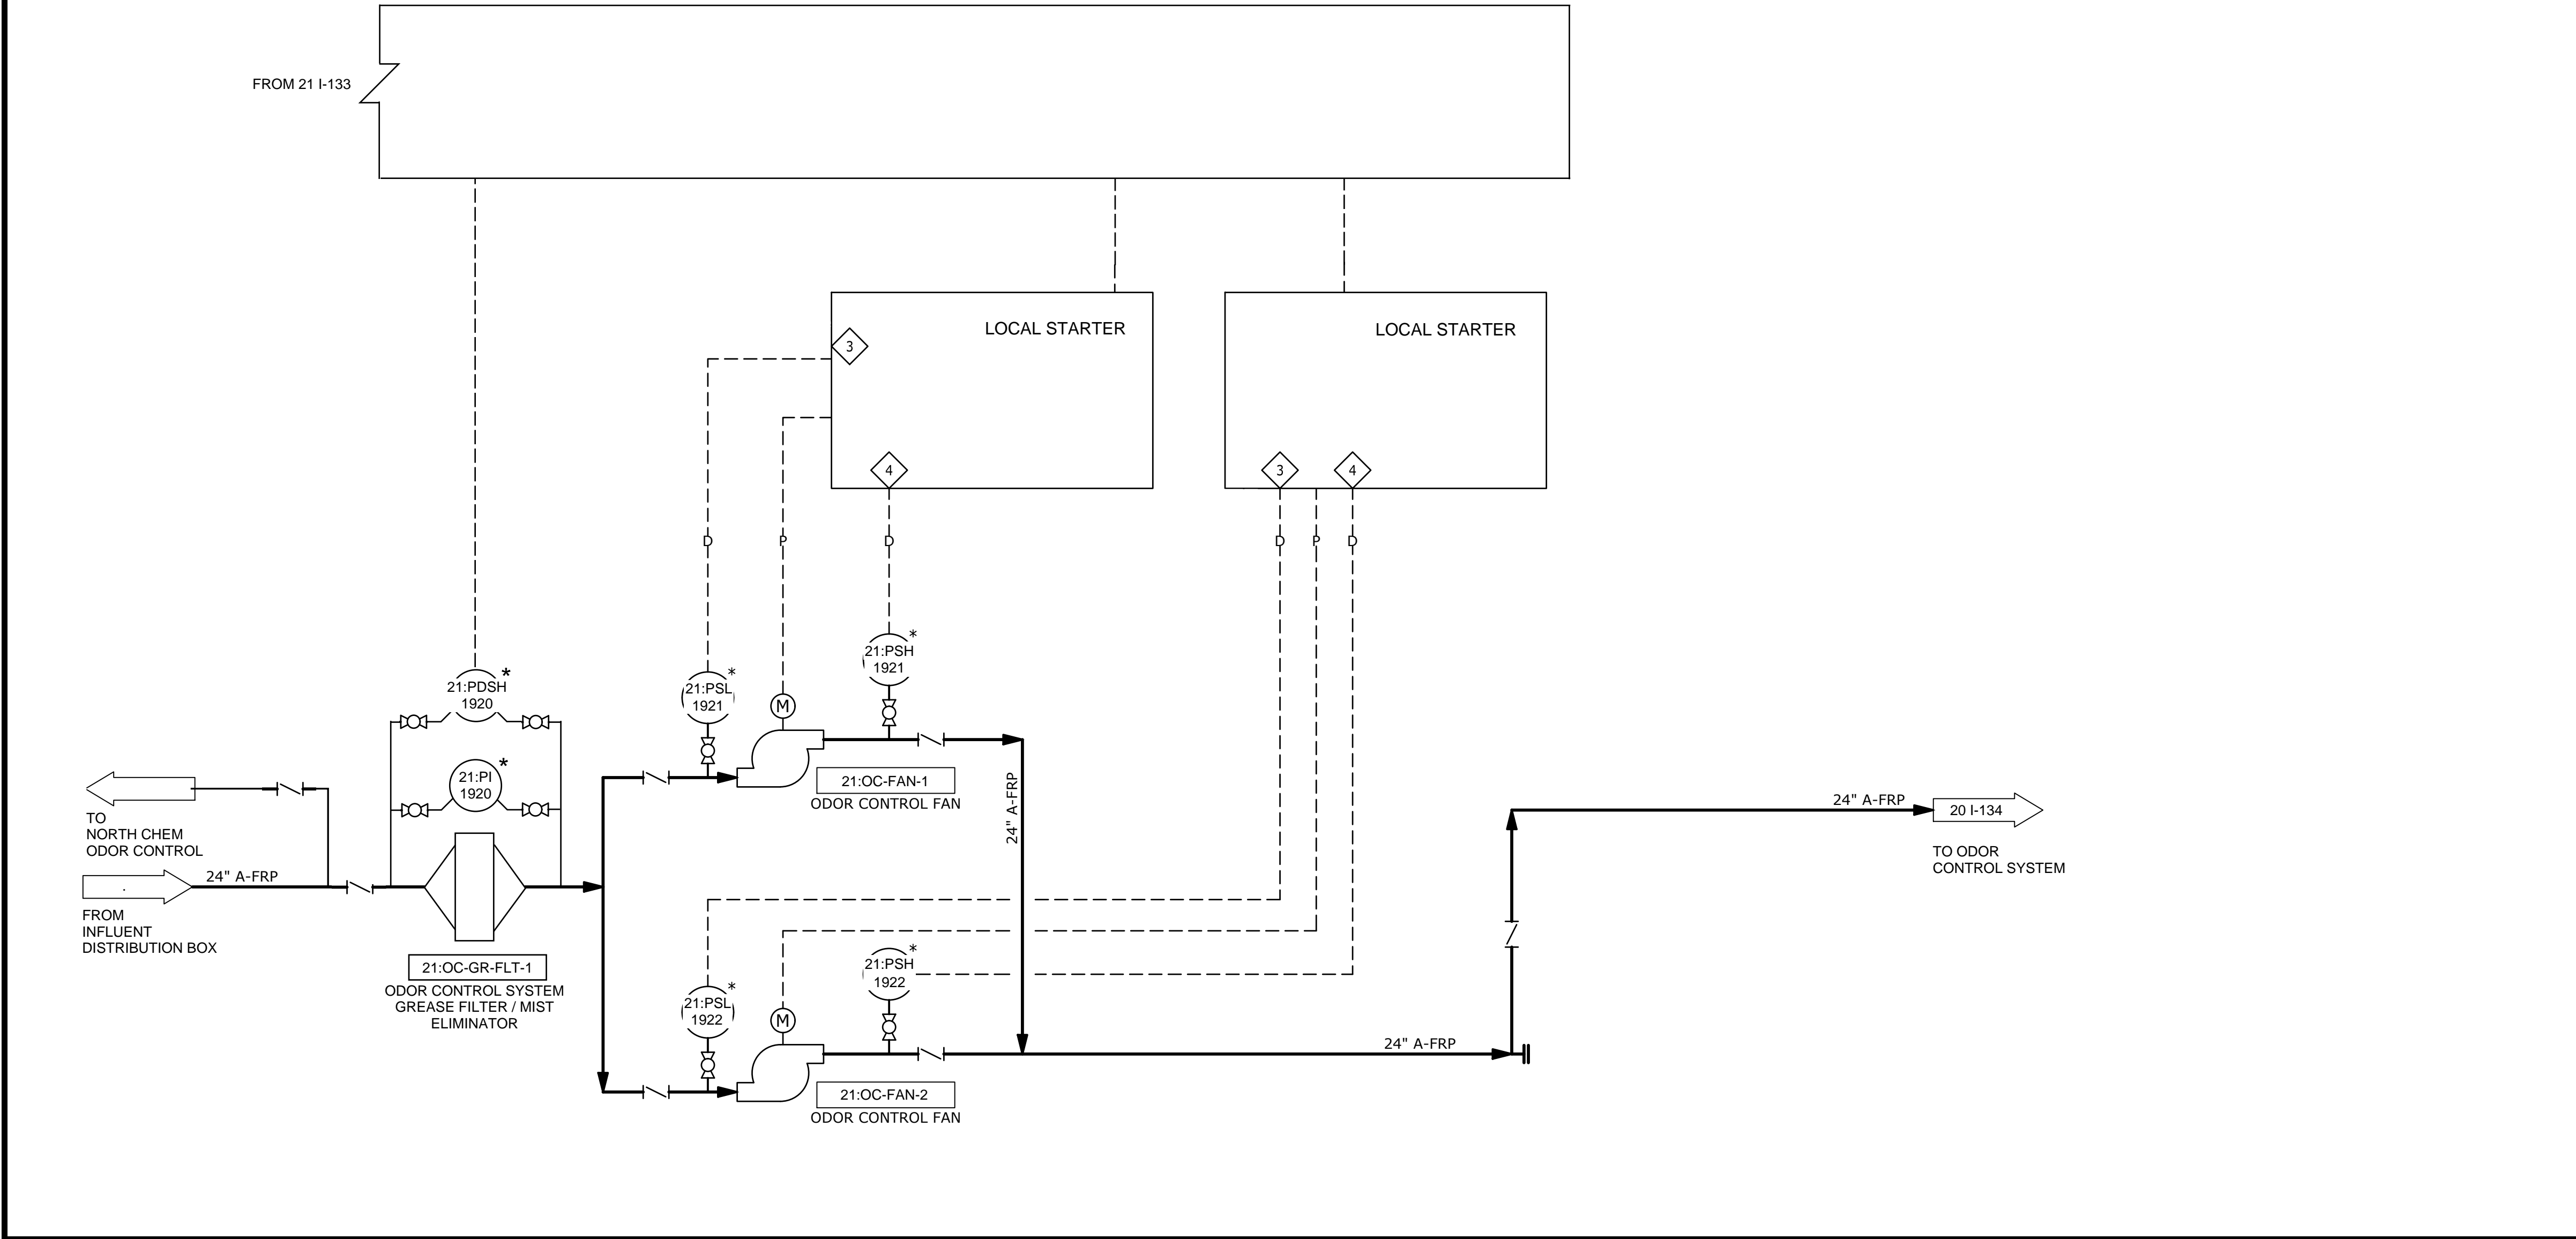 FROM 21 I-133
LOCAL STARTER
LOCAL STARTER
3
4
3
4
D
P
D
D
P
D
21:PDSH
1920
*
21:PSL
1921
*
M
21:PSH
1921
*
21:PI
1920
*
21:OC-FAN-1
ODOR CONTROL FAN
24" A-FRP
TO
NORTH CHEM
ODOR CONTROL
24" A-FRP
.
FROM
INFLUENT
DISTRIBUTION BOX
21:OC-GR-FLT-1
ODOR CONTROL SYSTEM
GREASE FILTER / MIST
ELIMINATOR
21:PSL
1922
*
M
21:PSH
1922
*
21:OC-FAN-2
ODOR CONTROL FAN
24" A-FRP
24" A-FRP
20 I-134
TO ODOR
CONTROL SYSTEM